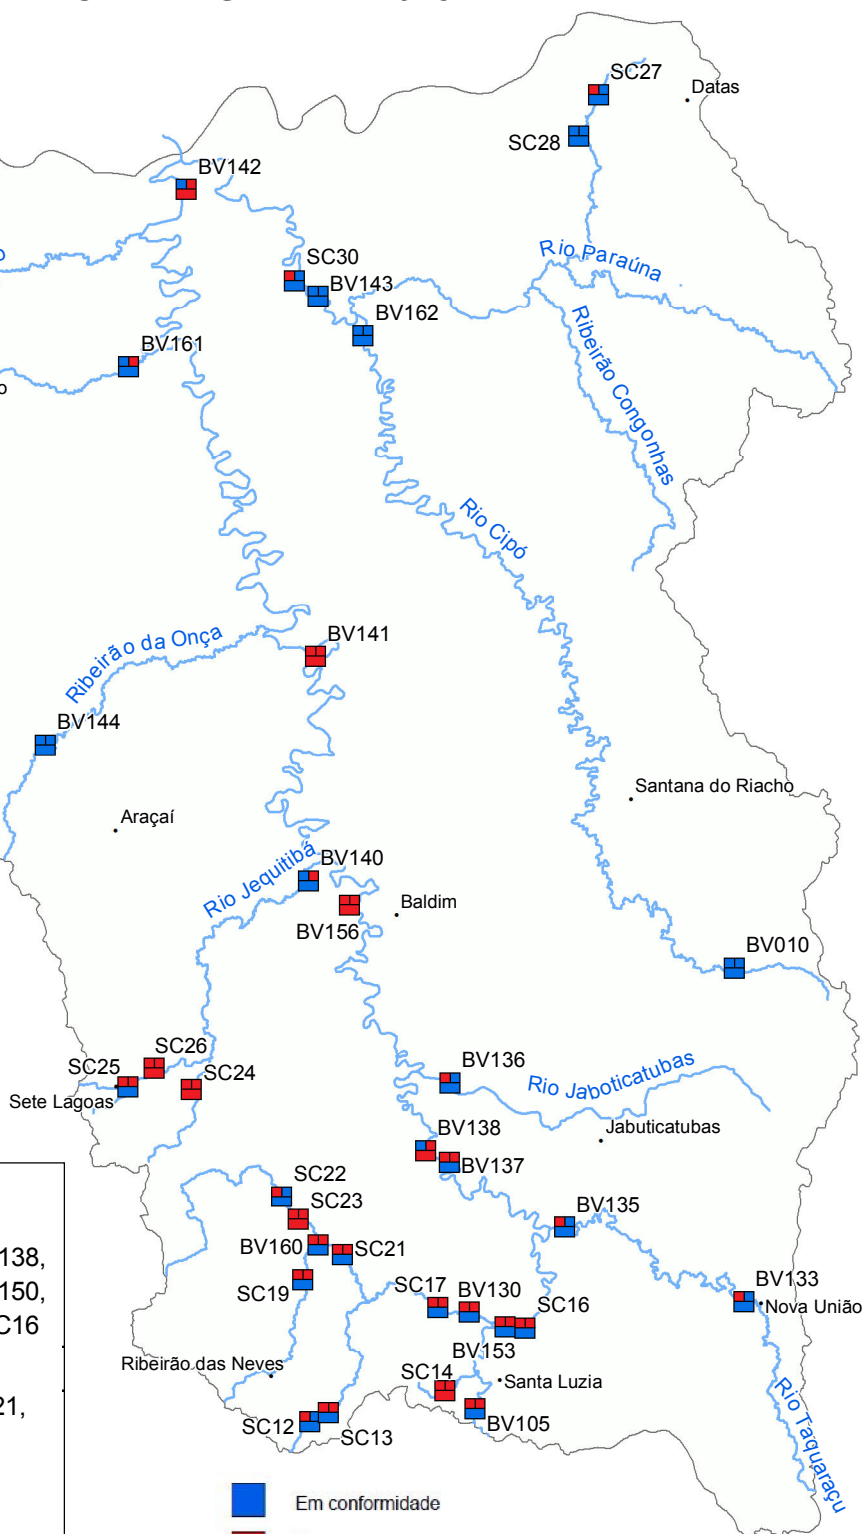 SC27
Datas
SC28
BV142
Rio Paraúna
SC30
BV143
BV162
Ribeirão Congonhas
BV161
o
Rio Cipó
Ribeirão da Onça
BV141
BV144
Santana do Riacho
Araçaí
Rio Jequitibá
BV140
Baldim
BV156
BV010
SC26
SC25
SC24
Sete Lagoas
BV136
Rio Jaboticatubas
BV138
Jabuticatubas
BV137
SC22
SC23
BV135
BV160
SC21
138,
150,
C16
SC19
SC17
BV130
SC16
BV133
Nova União
BV153
Ribeirão das Neves
SC14
Santa Luzia
21,
SC12
SC13
BV105
Rio Taquaraçu
Em conformidade